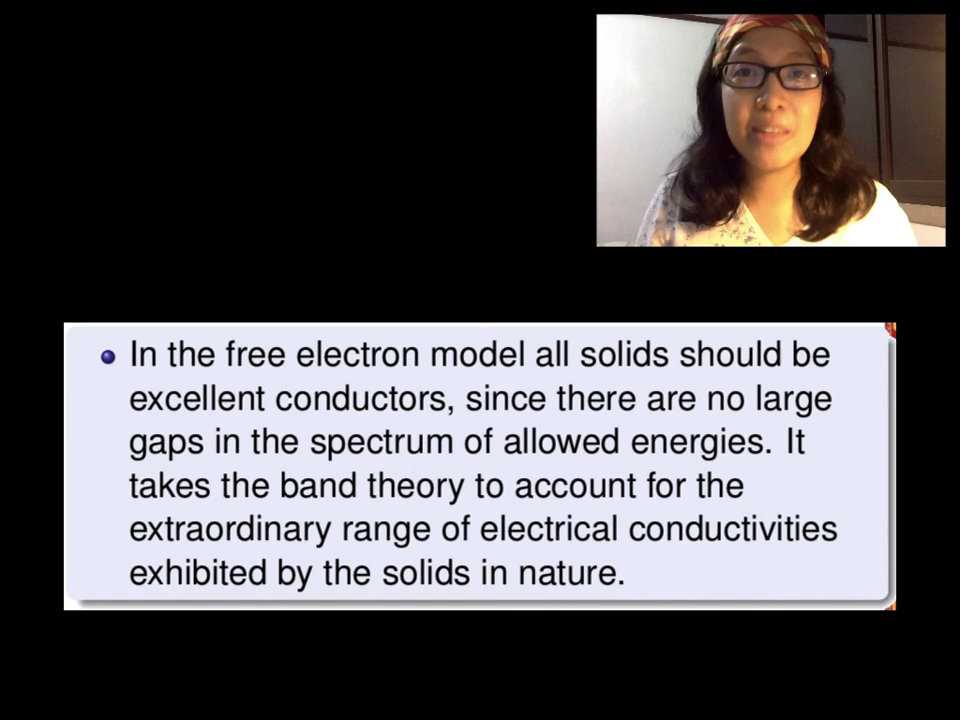 In the free electron model all solids should be
excellent conductors, since there are no large
gaps in the spectrum of allowed energies. It
takes the band theory to account for the
extraordinary range of electrical conductivities
exhibited by the solids in nature.